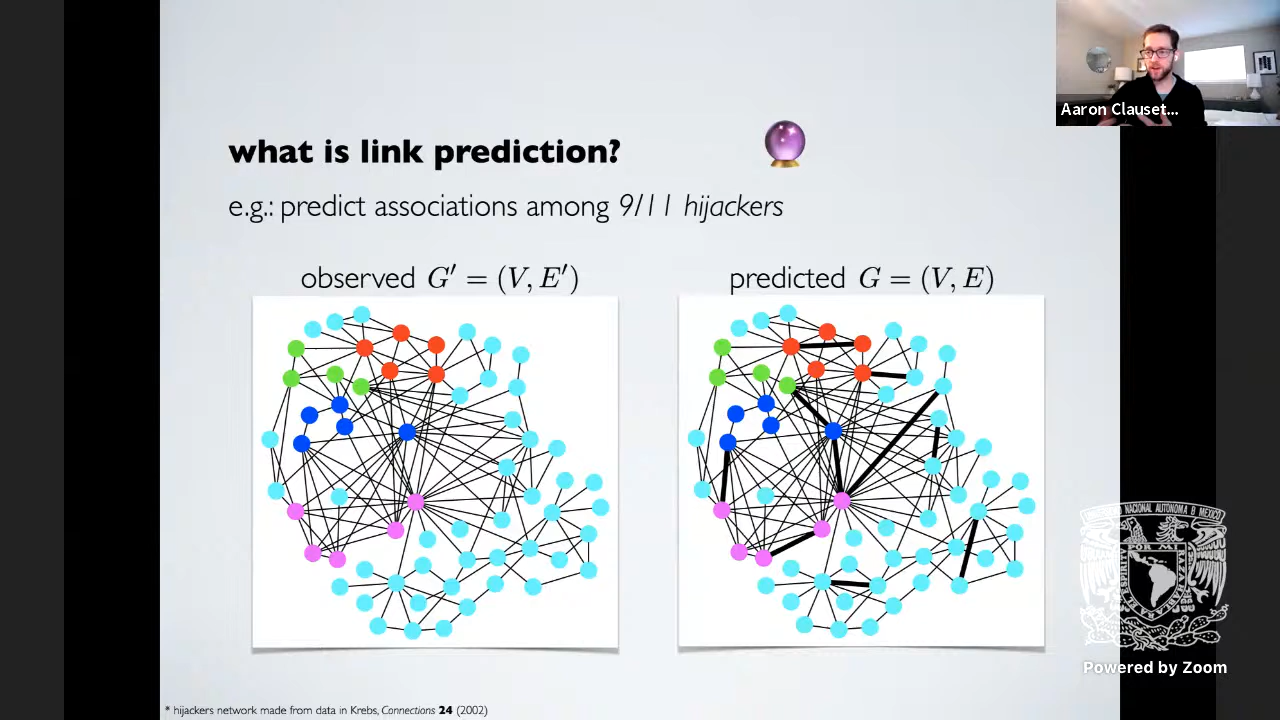 Aaron Clauset...
what is link prediction?
e.g.: predict associations among 9/11 hijackers
observed G′ = (V, E′)
predicted G = (V, E)
Powered by Zoom
* hijackers network made from data in Krebs, Connections 24 (2002)